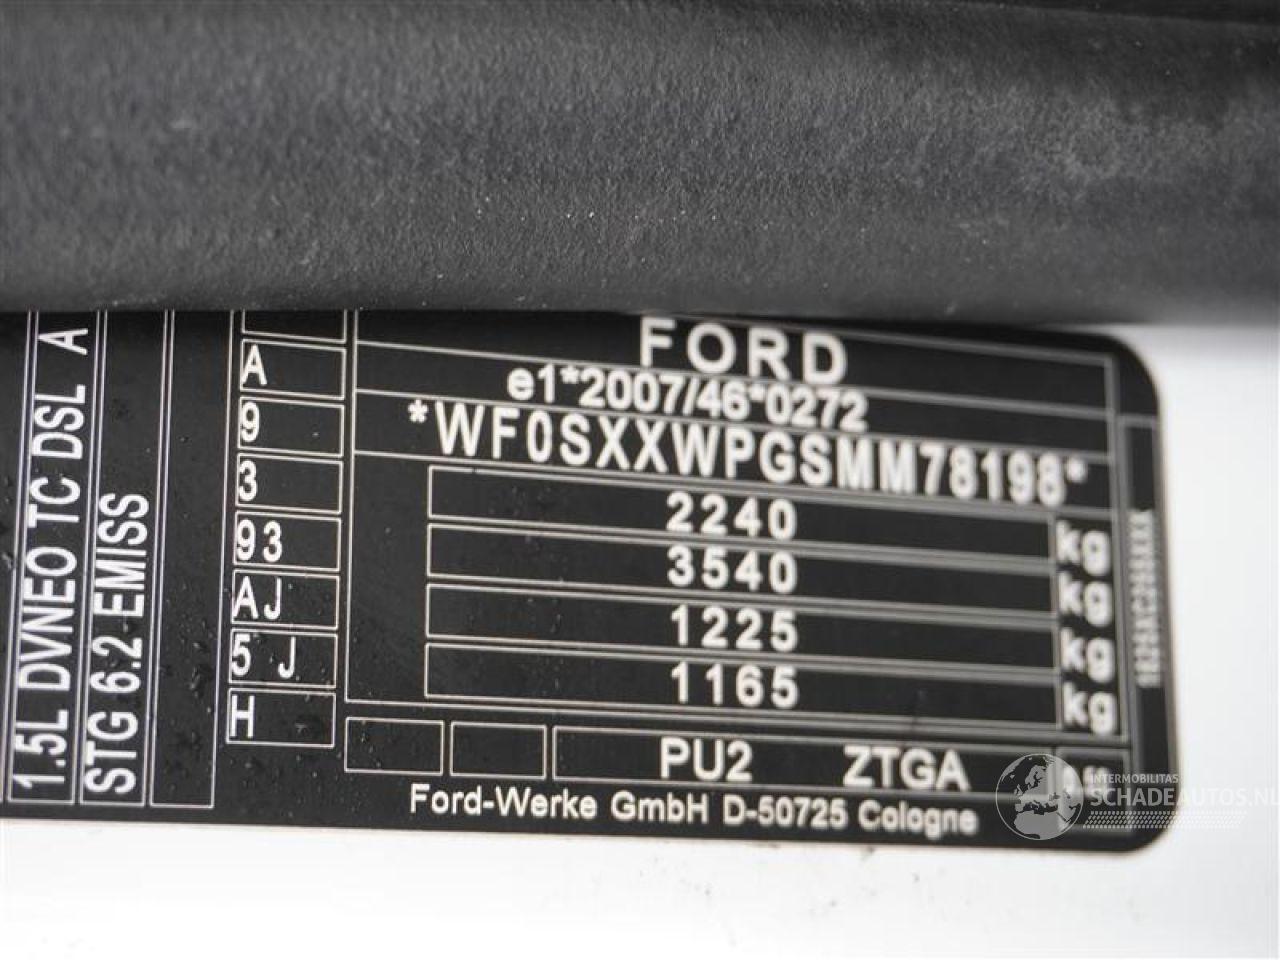 FORD
e1*2007/46*0272
*WF0SXXWPGSMM78198*
2240 kg
3540 kg
1225 kg
1165 kg
PU2 ZTGA
Ford-Werke GmbH D-50725 Cologne
A
9
3
93
AJ
5 J
H
1.5L DVNEO TC DSL A
STG 6.2 EMISS
INTERMOBILITAS
SCHADEAUTOS.NL